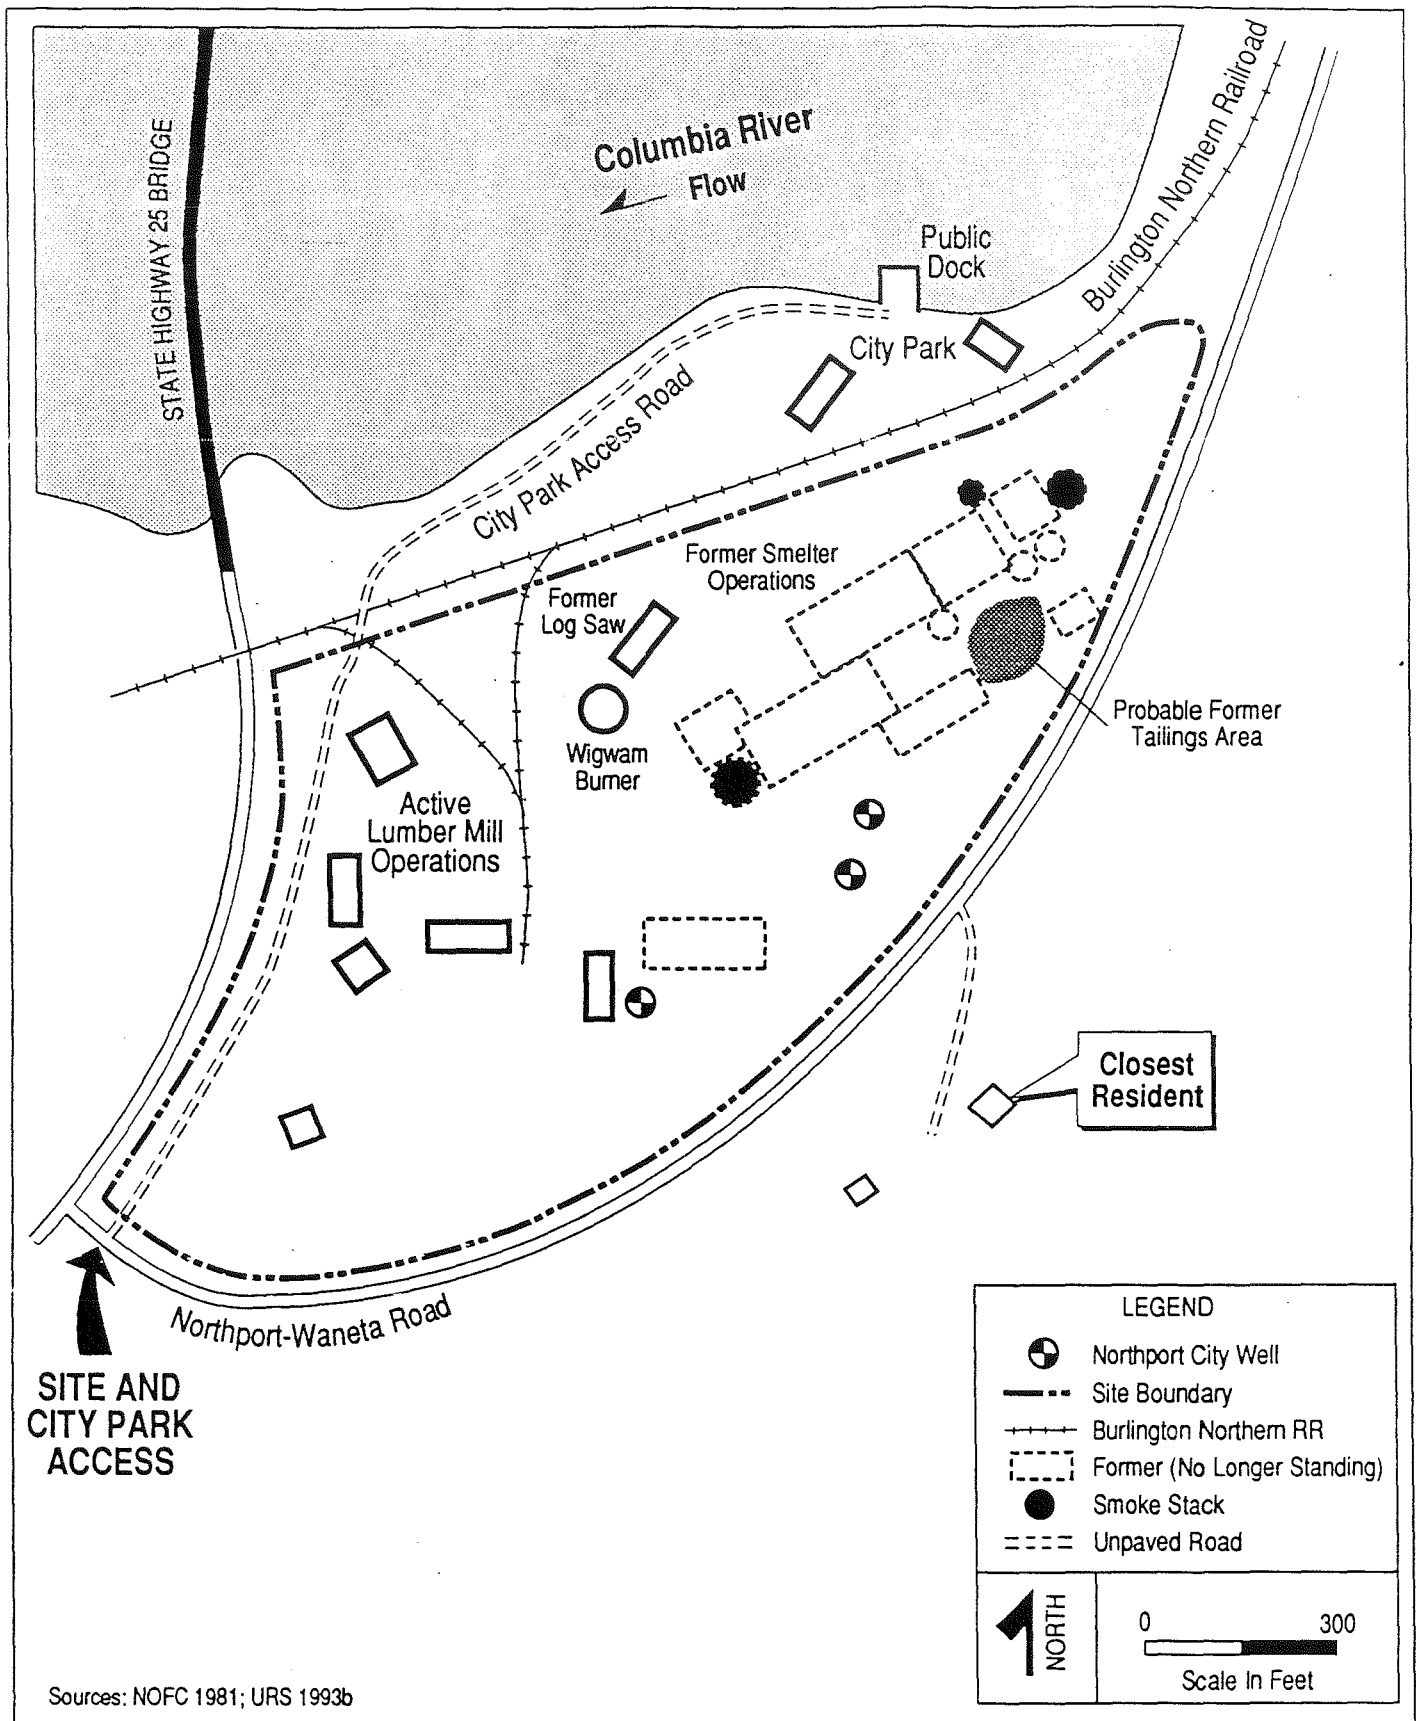 STATE HIGHWAY 25 BRIDGE
Columbia River
Flow
Burlington Northern Railroad
Public
Dock
City Park
City Park Access Road
Former Smelter
Operations
Former
Log Saw
Wigwam
Burner
Probable Former
Tailings Area
Active
Lumber Mill
Operations
Closest
Resident
Northport-Waneta Road
SITE AND
CITY PARK
ACCESS
LEGEND
Northport City Well
Site Boundary
Burlington Northern RR
Former (No Longer Standing)
Smoke Stack
Unpaved Road
NORTH
0 300
Scale In Feet
Sources: NOFC 1981; URS 1993b